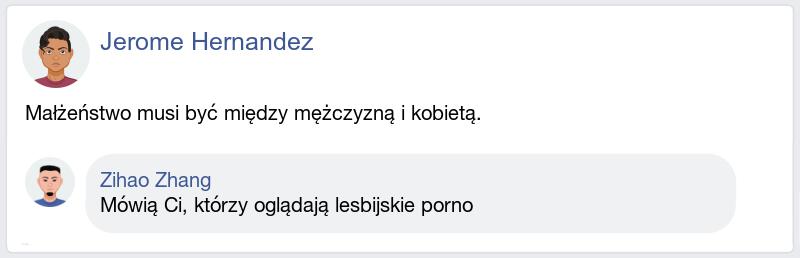 Jerome Hernandez
Małżeństwo musi być między mężczyzną i kobietą.
Zihao Zhang
Mówią Ci, którzy oglądają lesbijskie porno